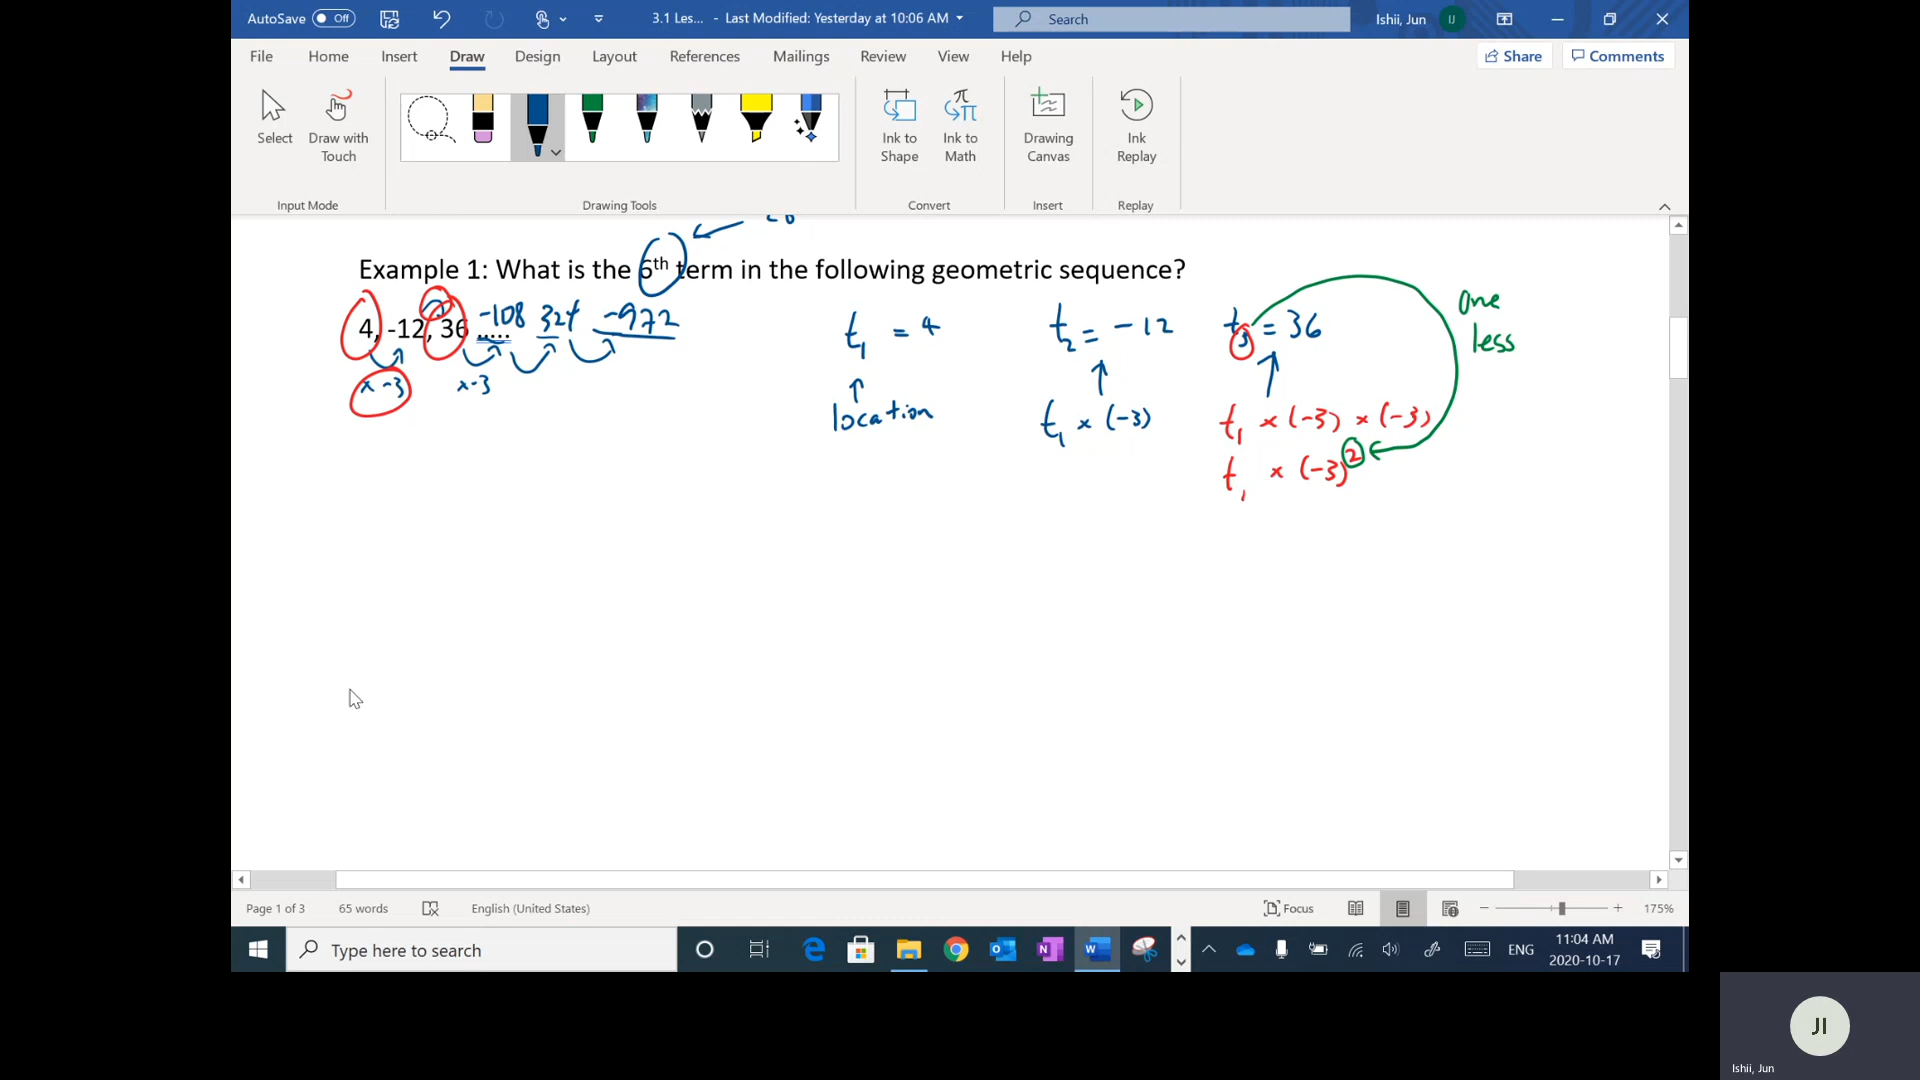 AutoSave Off 3.1 Les... - Last Modified: Yesterday at 10:06 AM Search Ishii, Jun IJ
File Home Insert Draw Design Layout References Mailings Review View Help Share Comments
Select Draw with Touch Ink to Shape Ink to Math Drawing Canvas Ink Replay
Input Mode Drawing Tools Convert Insert Replay
Example 1: What is the 6th term in the following geometric sequence?
4, -12, 36 ..... -108 324 -972
x -3 x -3
t1 = 4
location
t2 = -12
t1 x (-3)
t3 = 36
t1 x (-3) x (-3)
t1 x (-3)2
One
less
Page 1 of 3 65 words English (United States) Focus 175%
Type here to search ENG 11:04 AM
2020-10-17
JI
Ishii, Jun